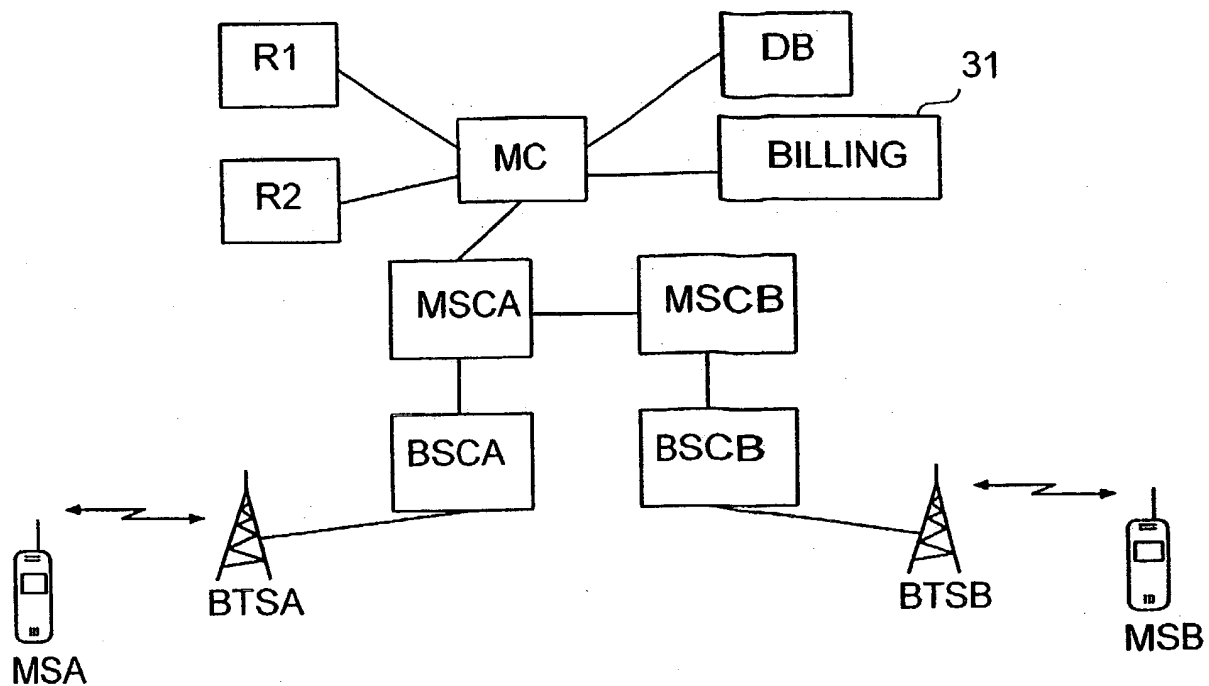 R1
DB
31
MC
BILLING
R2
MSCA
MSCB
BSCA
BSCB
BTSA
BTSB
MSA
MSB